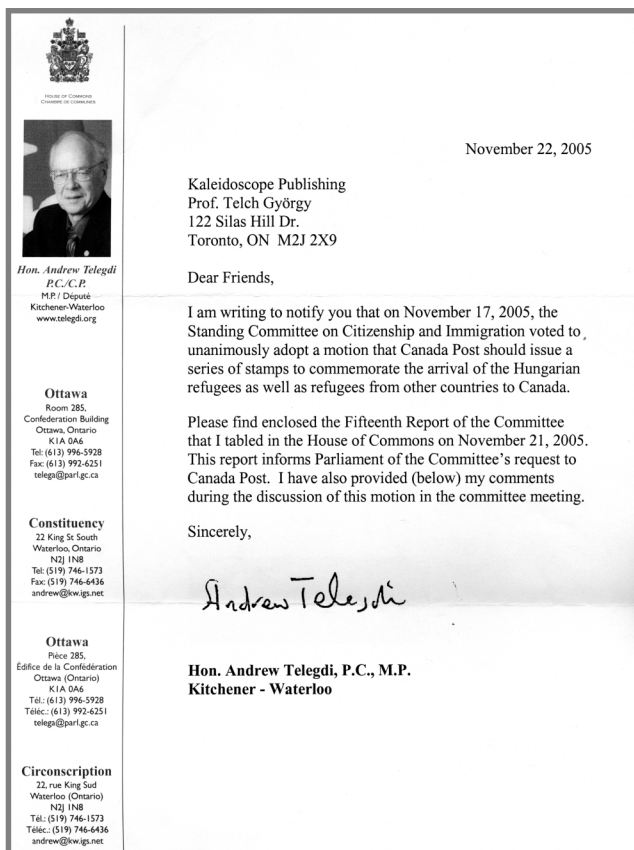 HOUSE OF COMMONS
CHAMBRE DE COMMUNES
Hon. Andrew Telegdi
P.C./C.P.
M.P. / Député
Kitchener-Waterloo
www.telegdi.org
Ottawa
Room 285,
Confederation Building
Ottawa, Ontario
K1A 0A6
Tel: (613) 996-5928
Fax: (613) 992-6251
telega@parl.gc.ca
Constituency
22 King St South
Waterloo, Ontario
N2J 1N8
Tel: (519) 746-1573
Fax: (519) 746-6436
andrew@kw.igs.net
Ottawa
Pièce 285,
Édifice de la Confédération
Ottawa (Ontario)
K1A 0A6
Tél.: (613) 996-5928
Téléc.: (613) 992-6251
telega@parl.gc.ca
Circonscription
22, rue King Sud
Waterloo (Ontario)
N2J 1N8
Tél.: (519) 746-1573
Téléc.: (519) 746-6436
andrew@kw.igs.net
November 22, 2005
Kaleidoscope Publishing
Prof. Telch György
122 Silas Hill Dr.
Toronto, ON  M2J 2X9
Dear Friends,
I am writing to notify you that on November 17, 2005, the
Standing Committee on Citizenship and Immigration voted to
unanimously adopt a motion that Canada Post should issue a
series of stamps to commemorate the arrival of the Hungarian
refugees as well as refugees from other countries to Canada.
Please find enclosed the Fifteenth Report of the Committee
that I tabled in the House of Commons on November 21, 2005.
This report informs Parliament of the Committee's request to
Canada Post.  I have also provided (below) my comments
during the discussion of this motion in the committee meeting.
Sincerely,
Andrew Telegdi
Hon. Andrew Telegdi, P.C., M.P.
Kitchener - Waterloo